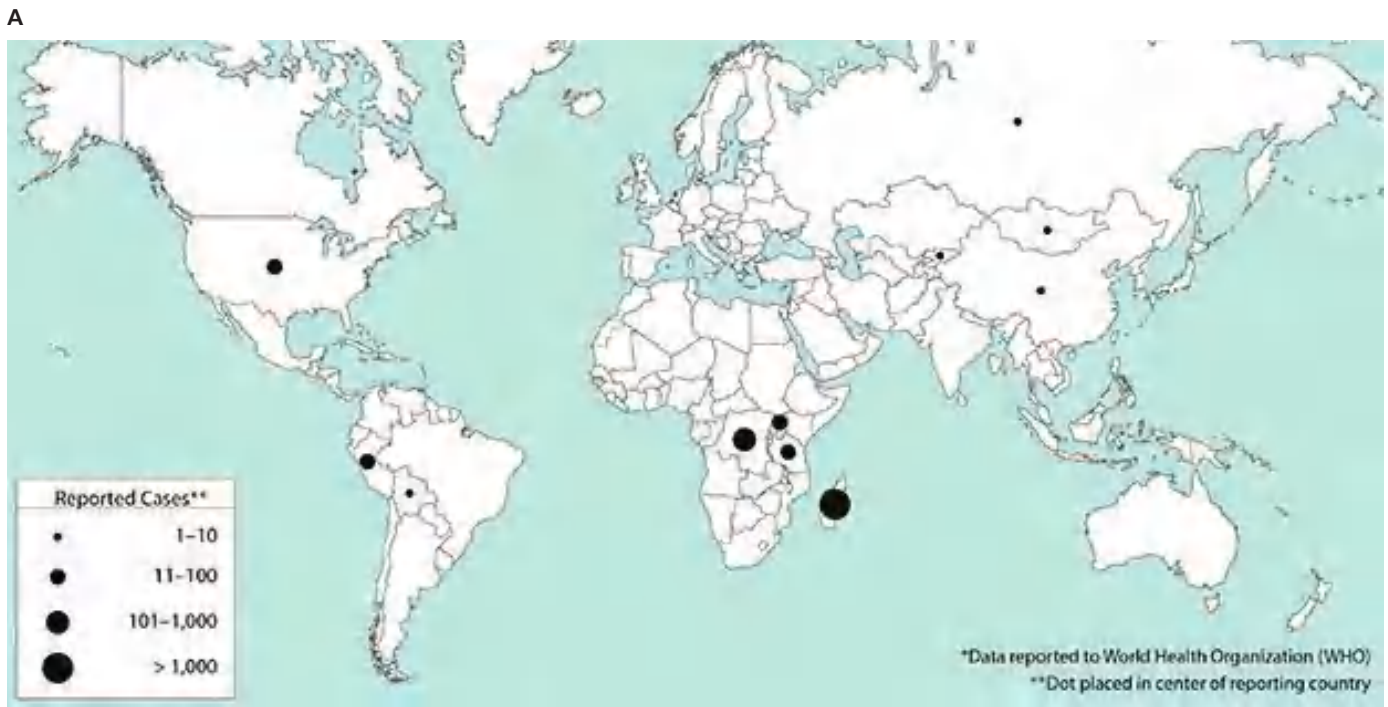 A
Reported Cases**
1–10
11–100
101–1,000
> 1,000
*Data reported to World Health Organization (WHO)
**Dot placed in center of reporting country